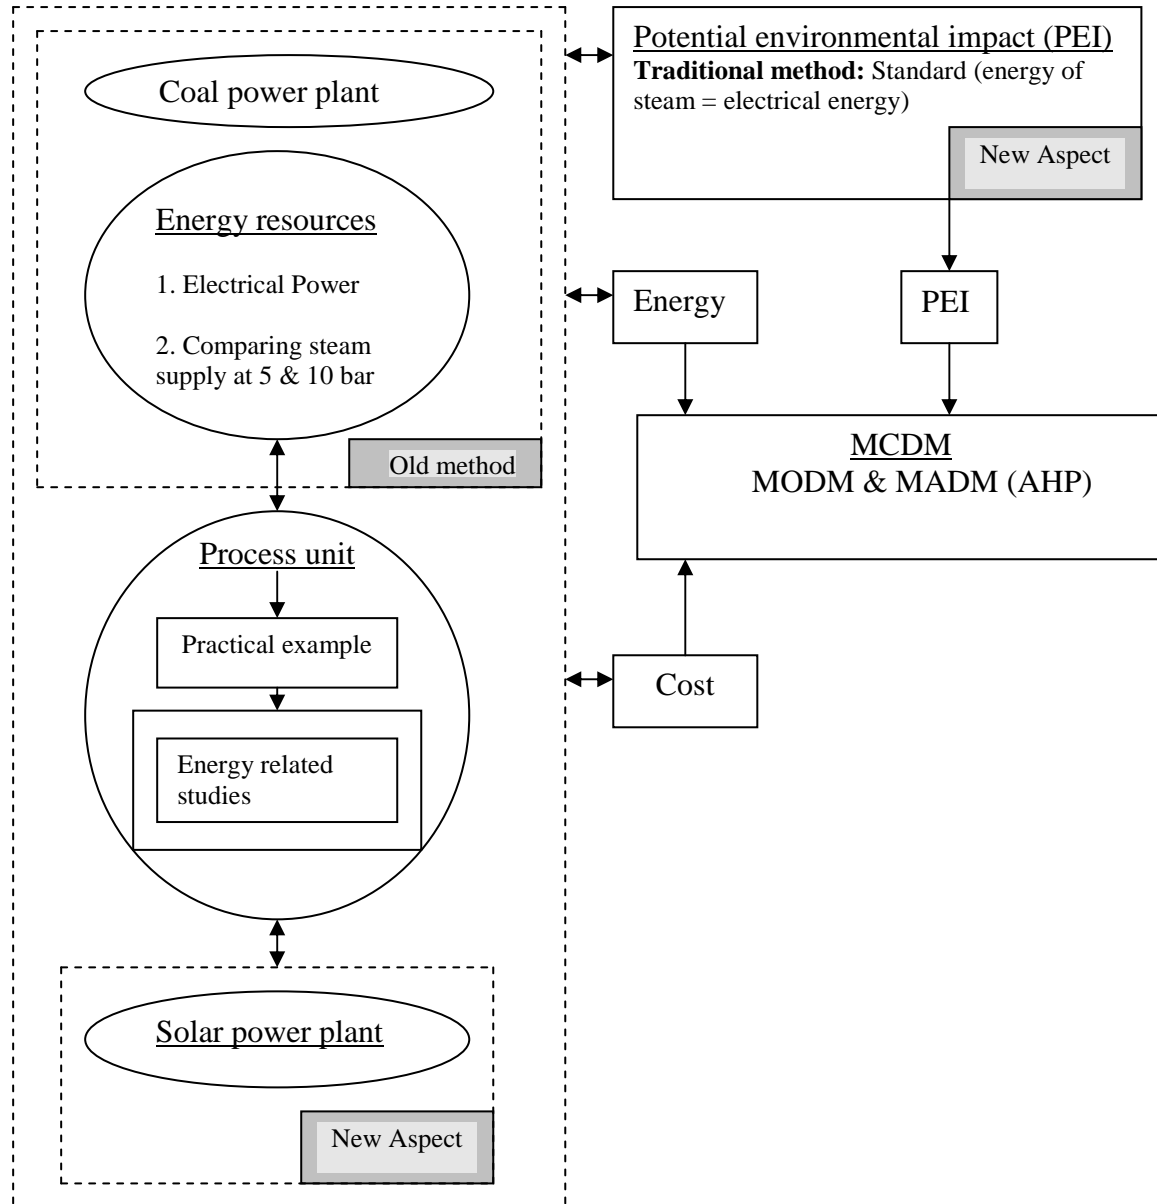 Coal power plant
Energy resources
1. Electrical Power
2. Comparing steam
supply at 5 & 10 bar
Old method
Process unit
Practical example
Energy related
studies
Solar power plant
New Aspect
Potential environmental impact (PEI)
Traditional method: Standard (energy of
steam = electrical energy)
New Aspect
Energy
PEI
MCDM
MODM & MADM (AHP)
Cost